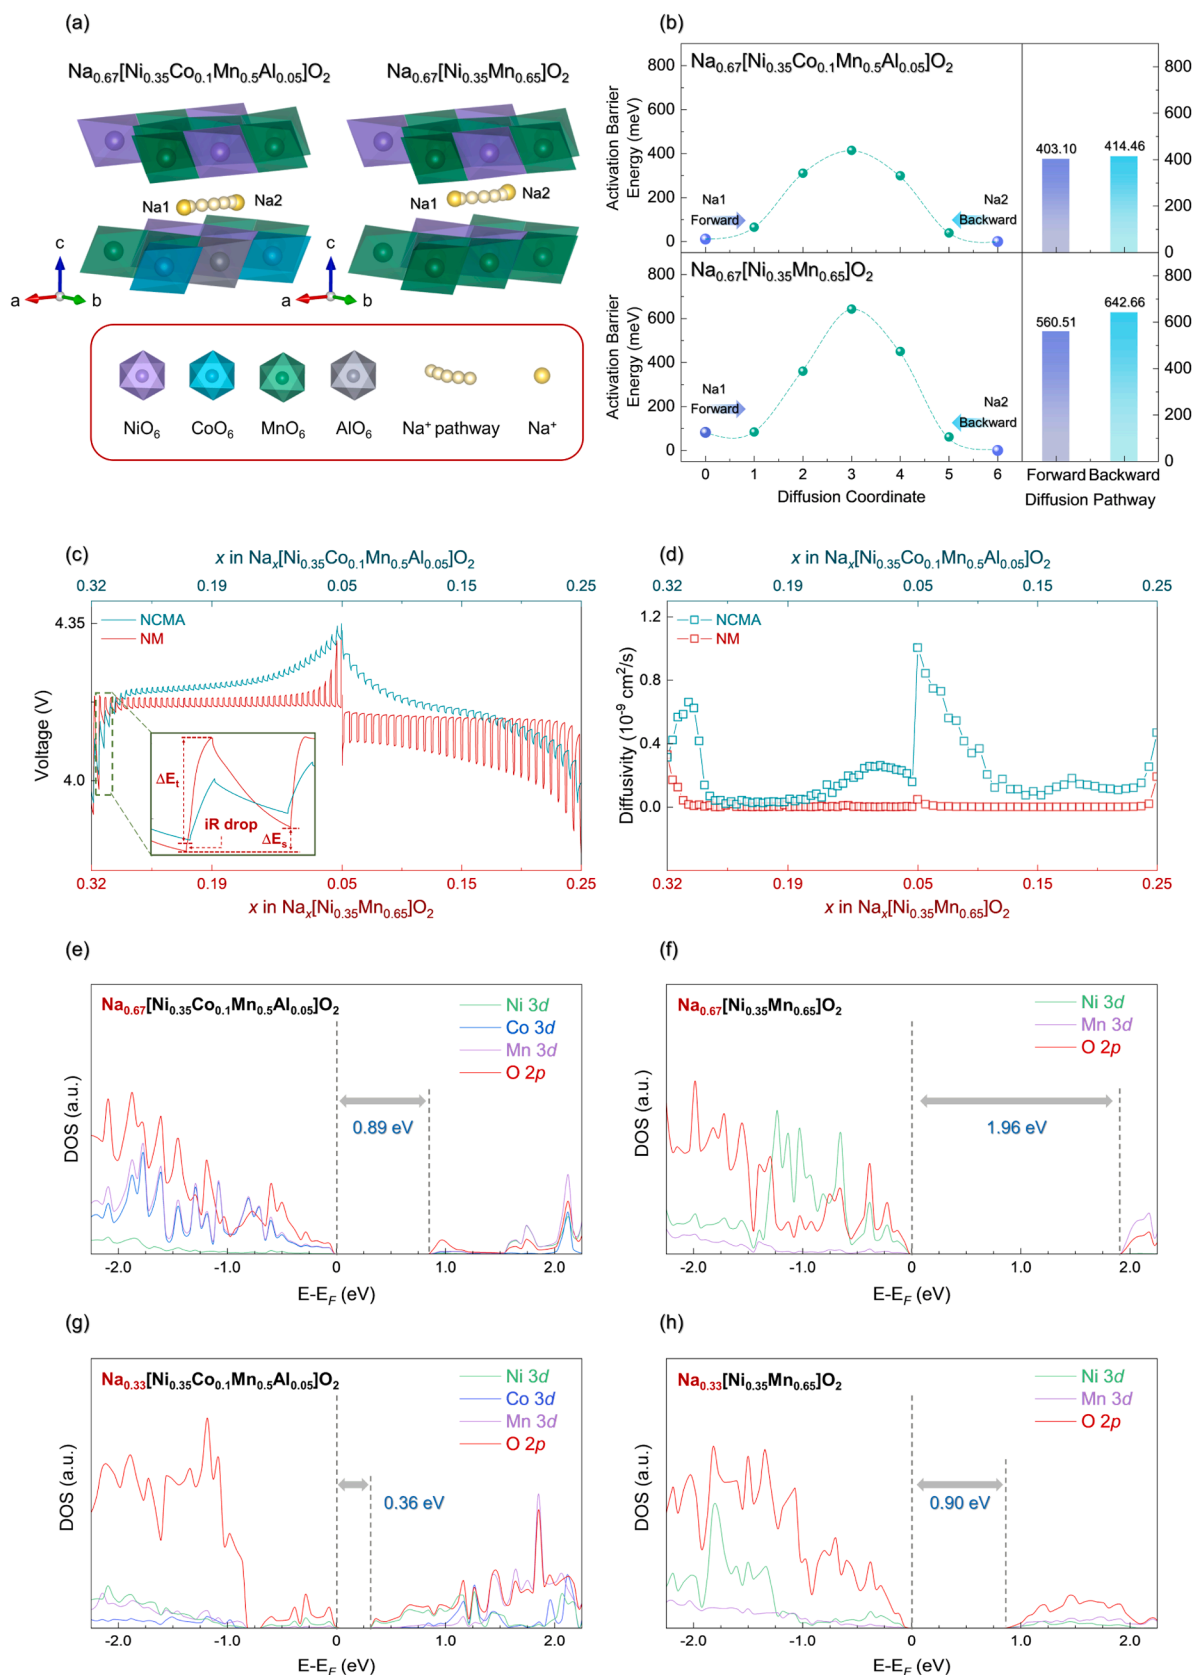 (a)
Na0.67[Ni0.35Co0.1Mn0.5Al0.05]O2
Na0.67[Ni0.35Mn0.65]O2
Na1
Na2
Na1
Na2
c
a
b
c
a
b
NiO6
CoO6
MnO6
AlO6
Na+ pathway
Na+
(b)
Na0.67[Ni0.35Co0.1Mn0.5Al0.05]O2
Activation Barrier
Energy (meV)
800
600
400
200
0
Na1
Forward
Na2
Backward
403.10
414.46
800
600
400
200
0
Na0.67[Ni0.35Mn0.65]O2
Activation Barrier
Energy (meV)
800
600
400
200
0
Na1
Forward
Na2
Backward
560.51
642.66
800
600
400
200
0
0 1 2 3 4 5 6
Diffusion Coordinate
Forward Backward
Diffusion Pathway
(c)
x in Nax[Ni0.35Co0.1Mn0.5Al0.05]O2
0.32 0.19 0.05 0.15 0.25
NCMA
NM
Voltage (V)
4.35
4.0
ΔEt
iR drop
ΔEs
0.32 0.19 0.05 0.15 0.25
x in Nax[Ni0.35Mn0.65]O2
(d)
x in Nax[Ni0.35Co0.1Mn0.5Al0.05]O2
0.32 0.19 0.05 0.15 0.25
NCMA
NM
Diffusivity (10-9 cm2/s)
1.2
0.8
0.4
0.0
0.32 0.19 0.05 0.15 0.25
x in Nax[Ni0.35Mn0.65]O2
(e)
Na0.67[Ni0.35Co0.1Mn0.5Al0.05]O2
Ni 3d
Co 3d
Mn 3d
O 2p
0.89 eV
DOS (a.u.)
-2.0 -1.0 0 1.0 2.0
E-EF (eV)
(f)
Na0.67[Ni0.35Mn0.65]O2
Ni 3d
Mn 3d
O 2p
1.96 eV
DOS (a.u.)
-2.0 -1.0 0 1.0 2.0
E-EF (eV)
(g)
Na0.33[Ni0.35Co0.1Mn0.5Al0.05]O2
Ni 3d
Co 3d
Mn 3d
O 2p
0.36 eV
DOS (a.u.)
-2.0 -1.0 0 1.0 2.0
E-EF (eV)
(h)
Na0.33[Ni0.35Mn0.65]O2
Ni 3d
Mn 3d
O 2p
0.90 eV
DOS (a.u.)
-2.0 -1.0 0 1.0 2.0
E-EF (eV)